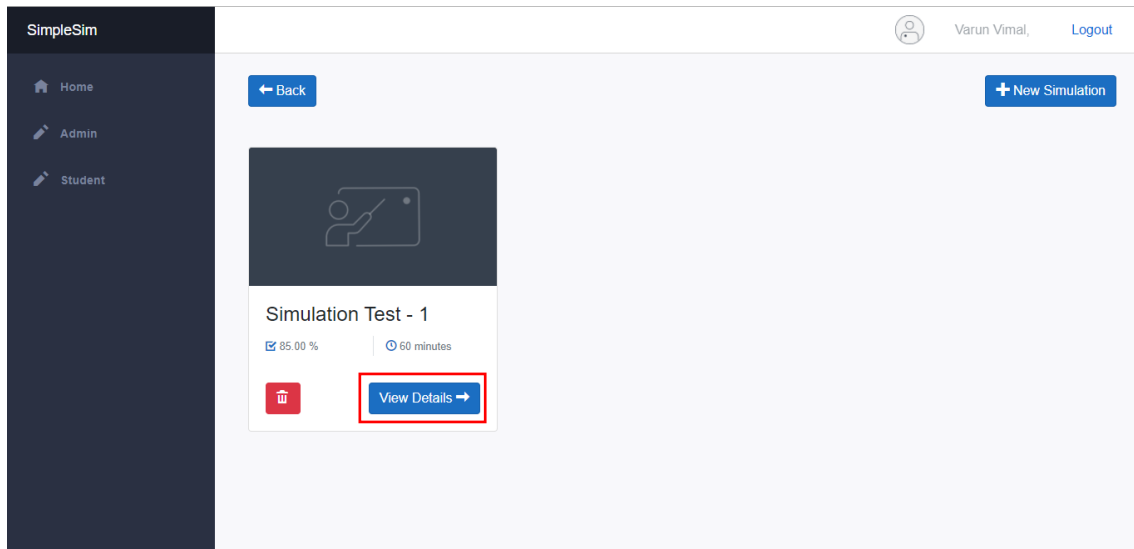 SimpleSim
Varun Vimal,
Logout
Home
Admin
Student
Back
New Simulation
Simulation Test - 1
85.00 %
60 minutes
View Details